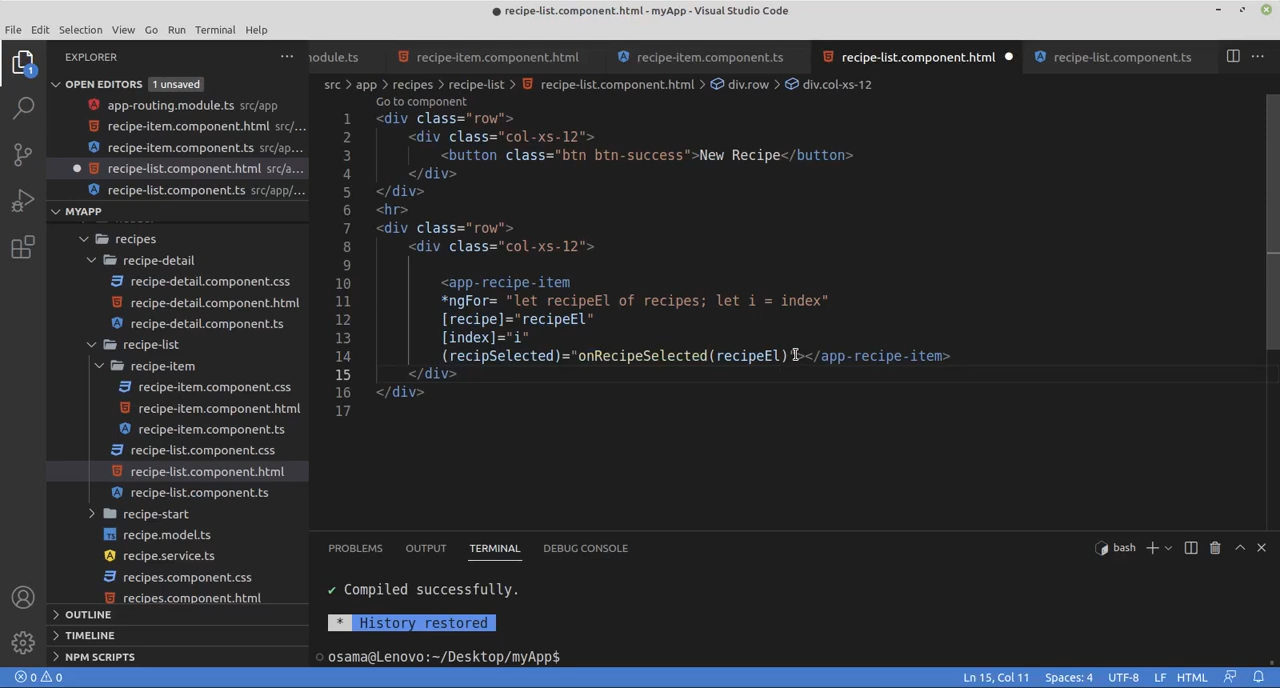 ● recipe-list.component.html - myApp - Visual Studio Code
File Edit Selection View Go Run Terminal Help
EXPLORER
OPEN EDITORS 1 unsaved
app-routing.module.ts src/app
recipe-item.component.html src/...
recipe-item.component.ts src/ap...
recipe-list.component.html src/a...
recipe-list.component.ts src/app/...
MYAPP
recipes
recipe-detail
recipe-detail.component.css
recipe-detail.component.html
recipe-detail.component.ts
recipe-list
recipe-item
recipe-item.component.css
recipe-item.component.html
recipe-item.component.ts
recipe-list.component.css
recipe-list.component.html
recipe-list.component.ts
recipe-start
recipe.model.ts
recipe.service.ts
recipes.component.css
recipes.component.html
OUTLINE
TIMELINE
NPM SCRIPTS
module.ts recipe-item.component.html recipe-item.component.ts recipe-list.component.html recipe-list.component.ts
src > app > recipes > recipe-list > recipe-list.component.html > div.row > div.col-xs-12
Go to component
1 <div class="row">
2 <div class="col-xs-12">
3 <button class="btn btn-success">New Recipe</button>
4 </div>
5 </div>
6 <hr>
7 <div class="row">
8 <div class="col-xs-12">
9
10 <app-recipe-item
11 *ngFor= "let recipeEl of recipes; let i = index"
12 [recipe]="recipeEl"
13 [index]="i"
14 (recipSelected)="onRecipeSelected(recipeEl)"></app-recipe-item>
15 </div>
16 </div>
17
PROBLEMS OUTPUT TERMINAL DEBUG CONSOLE
bash
✔ Compiled successfully.
* History restored
osama@Lenovo:~/Desktop/myApp$
0 0
Ln 15, Col 11 Spaces: 4 UTF-8 LF HTML
1